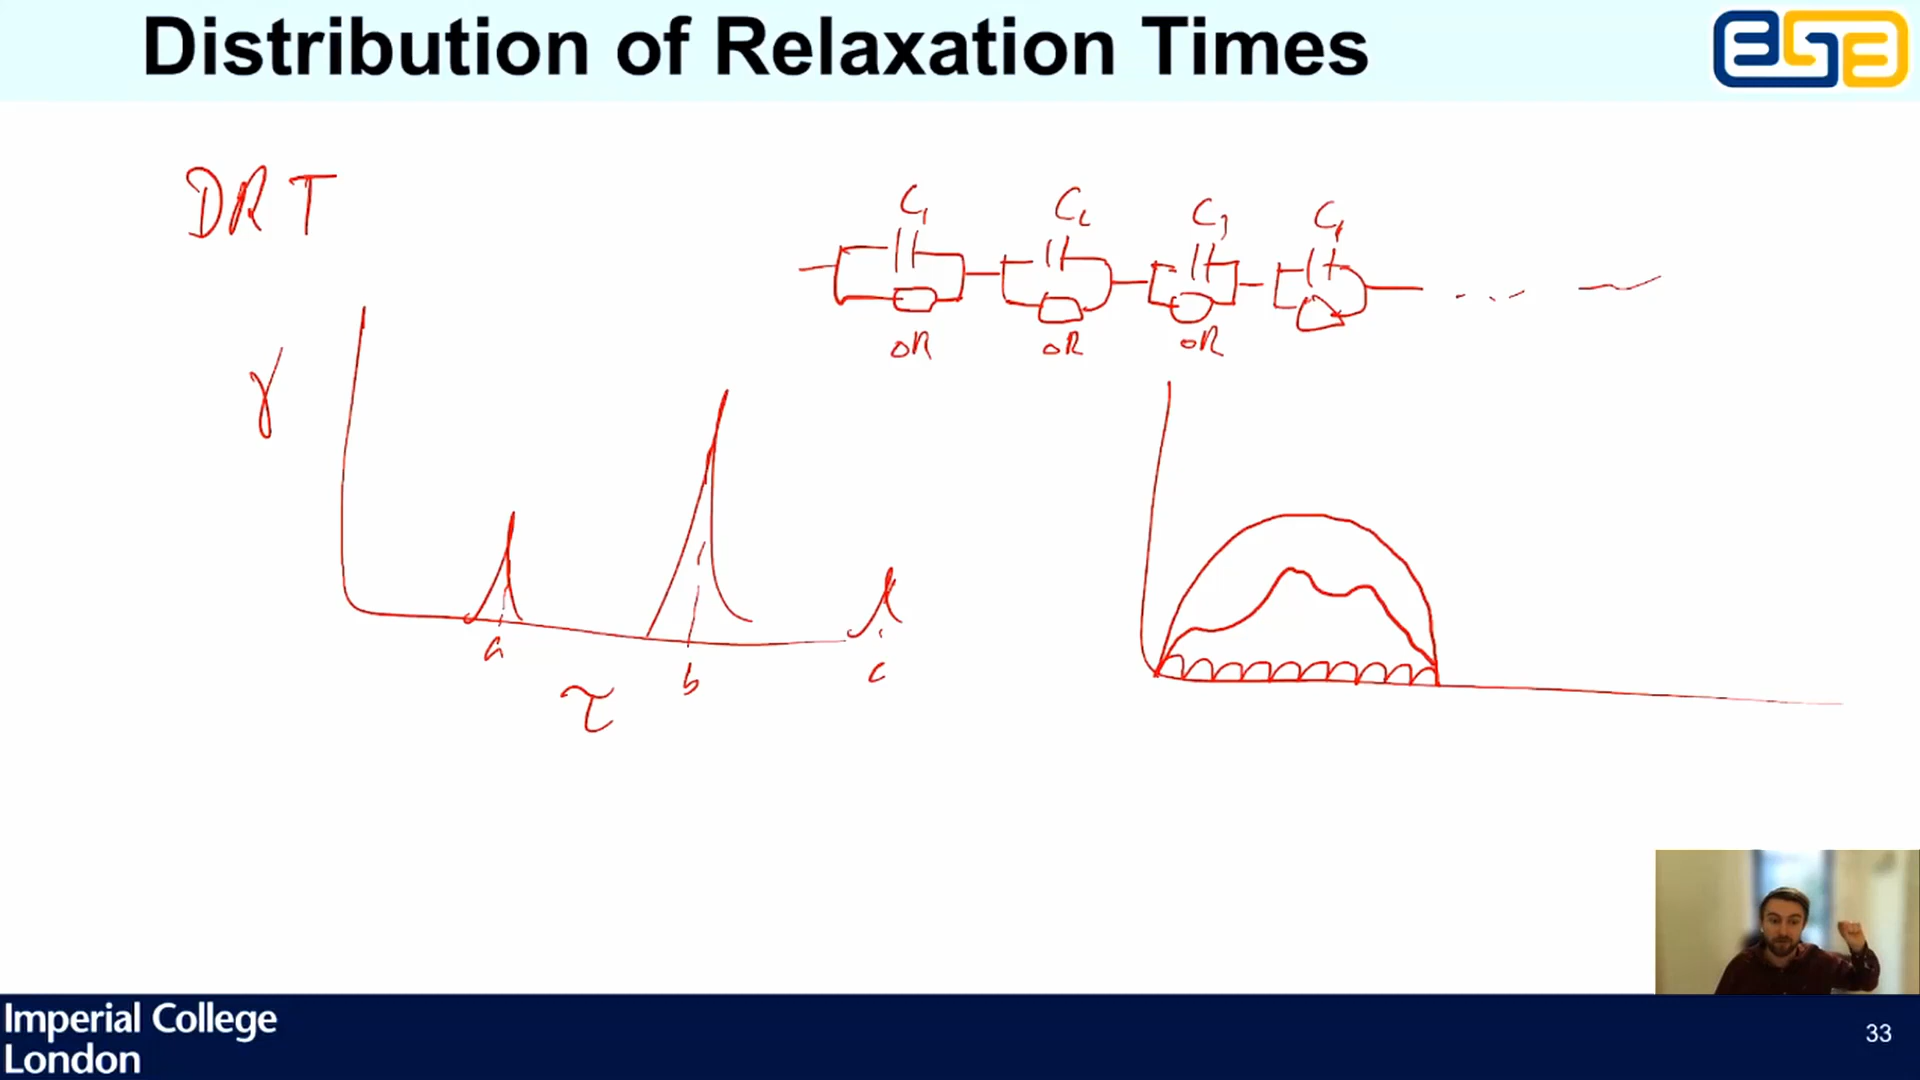 Distribution of Relaxation Times
DRT
C1 C2 C3 C4
ΔR ΔR ΔR
γ
a
b
c
τ
Imperial College
London
33